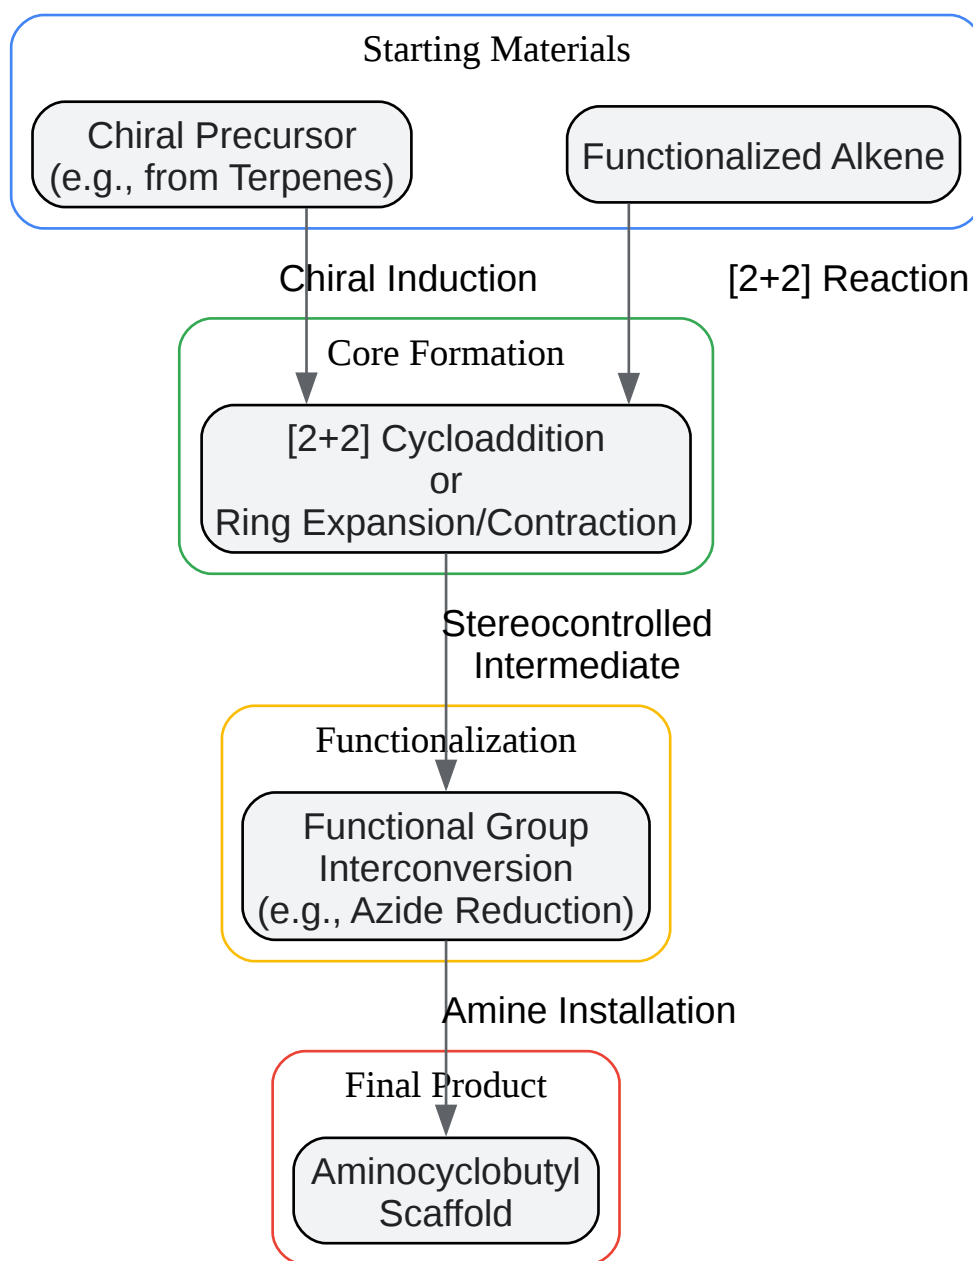 Starting Materials
Chiral Precursor
(e.g., from Terpenes)
Functionalized Alkene
Chiral Induction
[2+2] Reaction
Core Formation
[2+2] Cycloaddition
or
Ring Expansion/Contraction
Stereocontrolled
Intermediate
Functionalization
Functional Group
Interconversion
(e.g., Azide Reduction)
Amine Installation
Final Product
Aminocyclobutyl
Scaffold